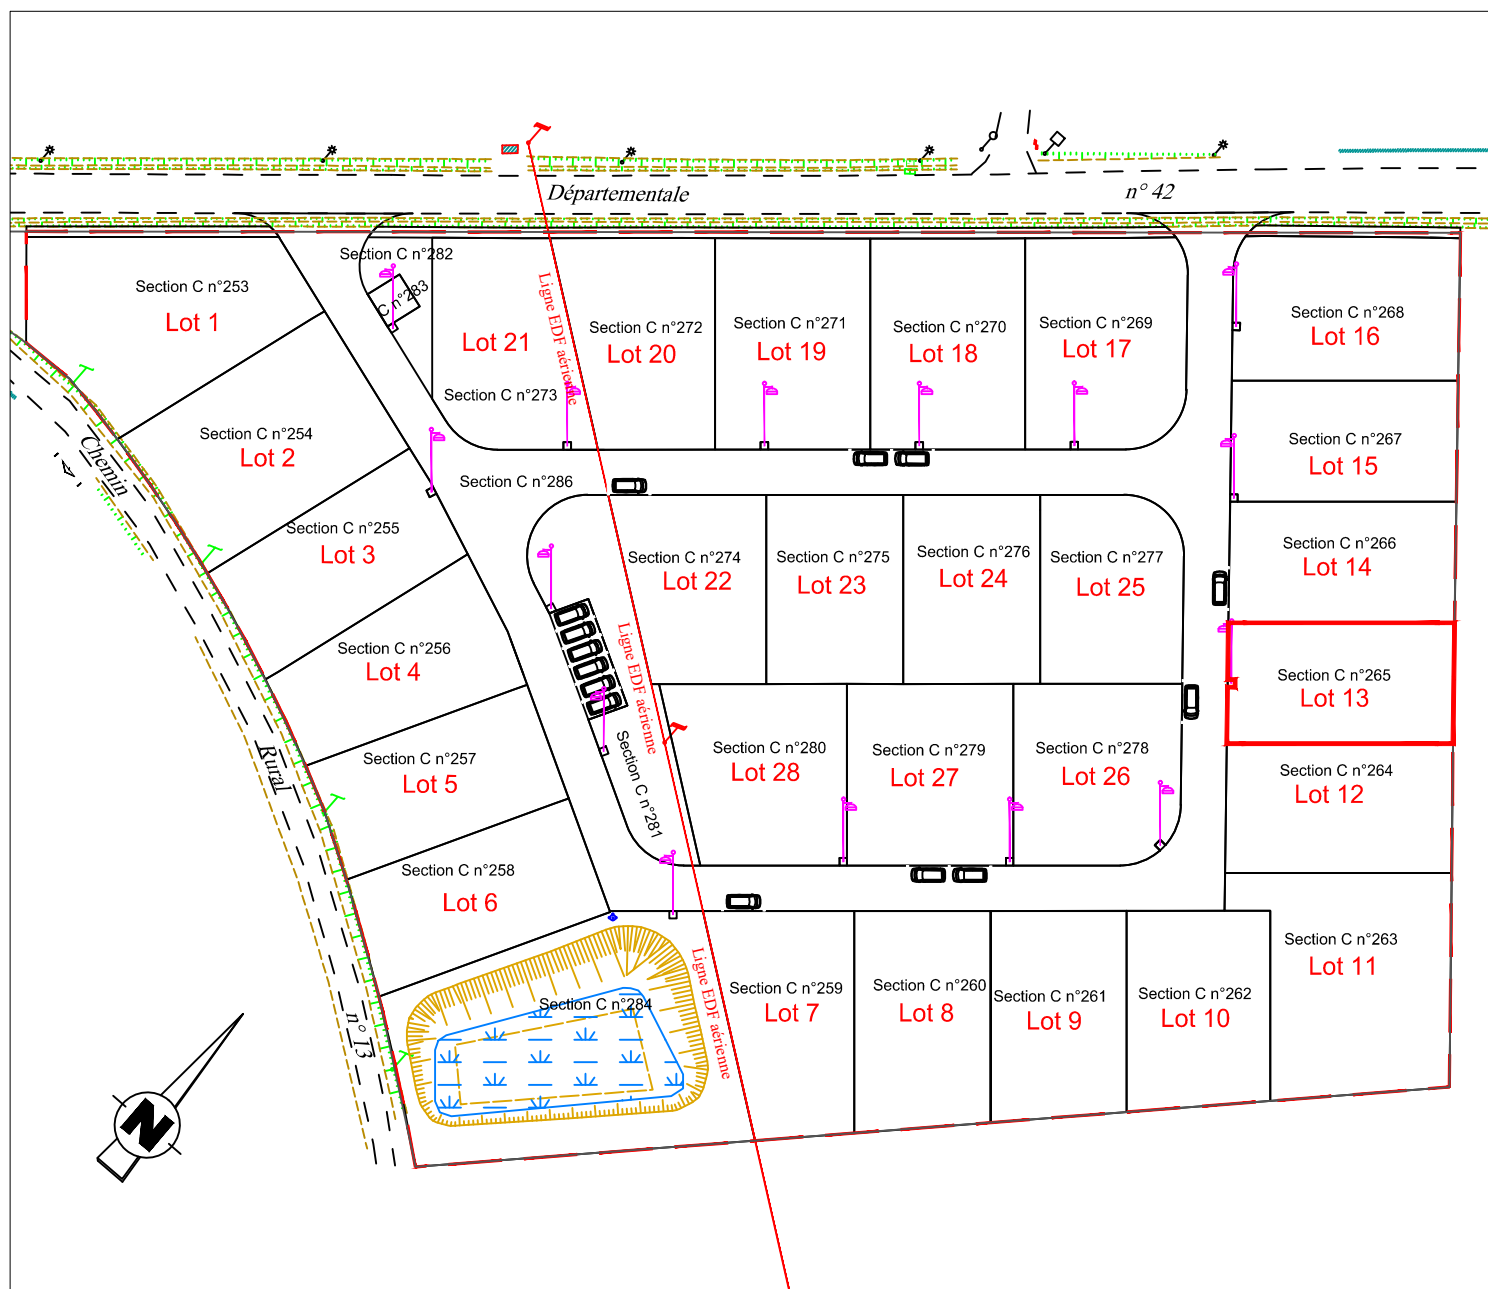 Départementale
n° 42
Section C n°282
C n°283
Section C n°253
Lot 1
Ligne EDF aérienne
Lot 21
Section C n°273
Section C n°272
Lot 20
Section C n°271
Lot 19
Section C n°270
Lot 18
Section C n°269
Lot 17
Section C n°268
Lot 16
Chemin
Section C n°254
Lot 2
Section C n°286
Section C n°267
Lot 15
Section C n°255
Lot 3
Section C n°274
Lot 22
Section C n°275
Lot 23
Section C n°276
Lot 24
Section C n°277
Lot 25
Section C n°266
Lot 14
Section C n°256
Lot 4
Ligne EDF aérienne
Section C n°265
Lot 13
Rural
Section C n°257
Lot 5
Section C n°281
Section C n°280
Lot 28
Section C n°279
Lot 27
Section C n°278
Lot 26
Section C n°264
Lot 12
Section C n°258
Lot 6
Section C n°263
Lot 11
n° 13
Section C n°284
Ligne EDF aérienne
Section C n°259
Lot 7
Section C n°260
Lot 8
Section C n°261
Lot 9
Section C n°262
Lot 10
N